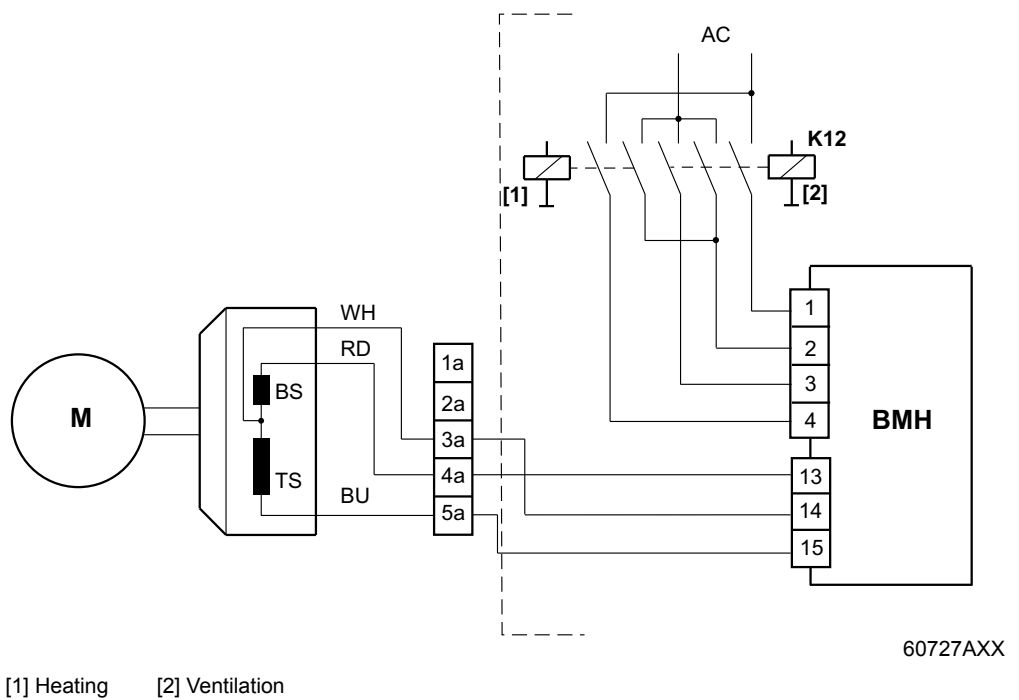 AC
K12
[1]
[2]
WH
RD
BS
TS
BU
M
1a
2a
3a
4a
5a
1
2
3
4
13
14
15
BMH
60727AXX
[1] Heating [2] Ventilation